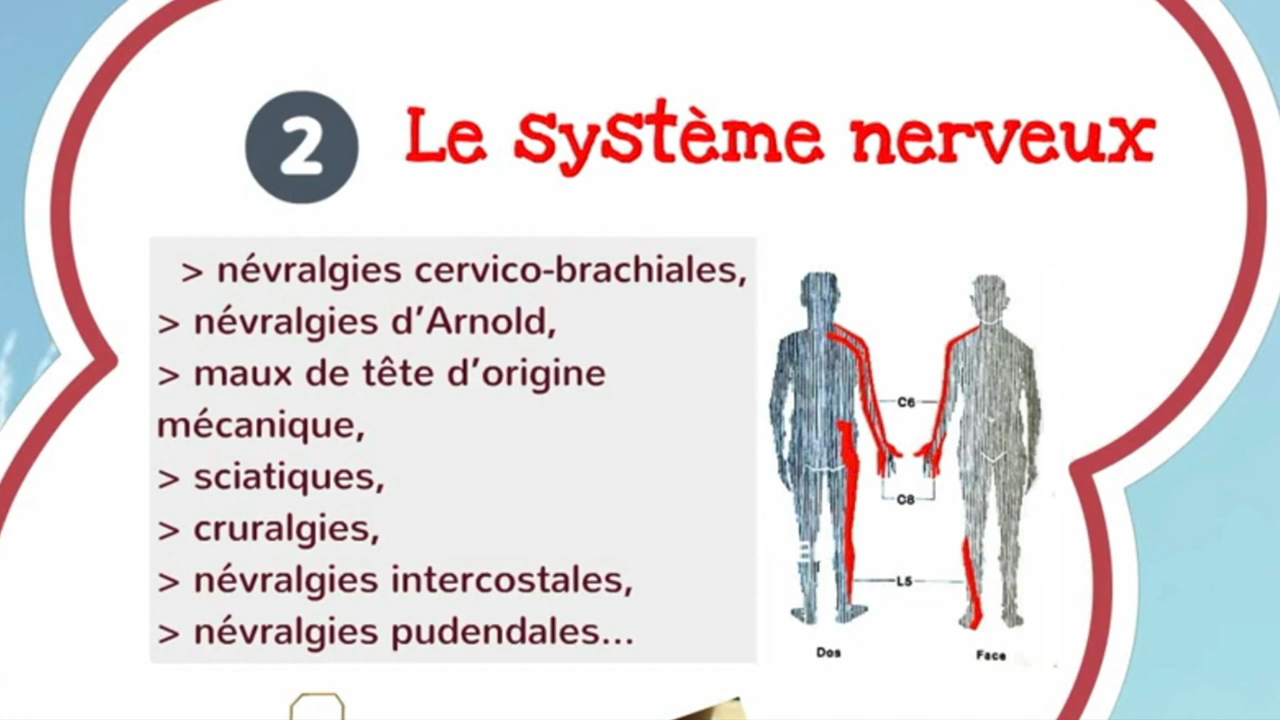 2
Le système nerveux
> névralgies cervico-brachiales,
> névralgies d’Arnold,
> maux de tête d’origine
mécanique,
> sciatiques,
> cruralgies,
> névralgies intercostales,
> névralgies pudendales...
C6
C8
E
L5
Dos
Face